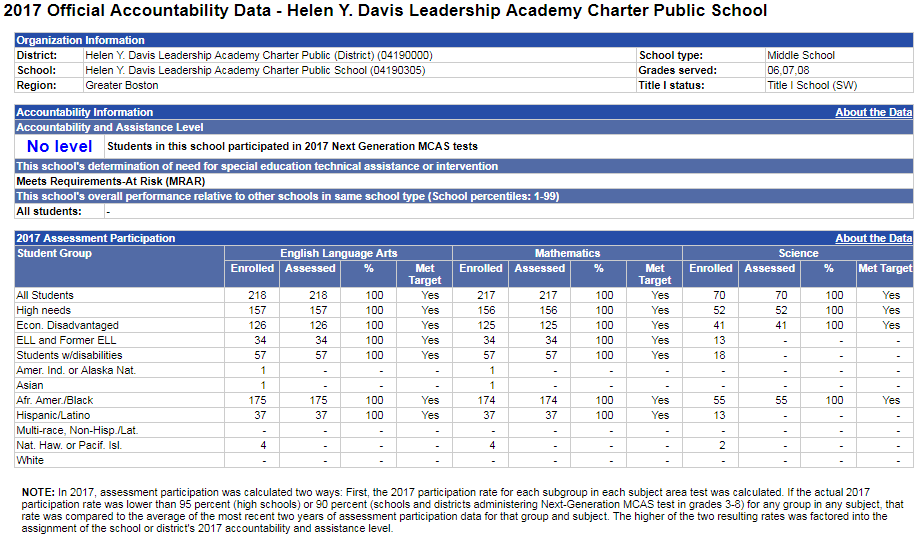 2017 Official Accountability Data - Helen Y. Davis Leadership Academy Charter Public School
Organization Information
District: Helen Y. Davis Leadership Academy Charter Public (District) (04190000) School type: Middle School
School: Helen Y. Davis Leadership Academy Charter Public School (04190305) Grades served: 06,07,08
Region: Greater Boston Title I status: Title I School (SW)
Accountability Information About the Data
Accountability and Assistance Level
No level Students in this school participated in 2017 Next Generation MCAS tests
This school's determination of need for special education technical assistance or intervention
Meets Requirements-At Risk (MRAR)
This school's overall performance relative to other schools in same school type (School percentiles: 1-99)
All students: -
2017 Assessment Participation About the Data
Student Group English Language Arts Mathematics Science
Enrolled Assessed % Met Target Enrolled Assessed % Met Target Enrolled Assessed % Met Target
All Students 218 218 100 Yes 217 217 100 Yes 70 70 100 Yes
High needs 157 157 100 Yes 156 156 100 Yes 52 52 100 Yes
Econ. Disadvantaged 126 126 100 Yes 125 125 100 Yes 41 41 100 Yes
ELL and Former ELL 34 34 100 Yes 34 34 100 Yes 13 - - -
Students w/disabilities 57 57 100 Yes 57 57 100 Yes 18 - - -
Amer. Ind. or Alaska Nat. 1 - - - 1 - - - - - - -
Asian 1 - - - 1 - - - - - - -
Afr. Amer./Black 175 175 100 Yes 174 174 100 Yes 55 55 100 Yes
Hispanic/Latino 37 37 100 Yes 37 37 100 Yes 13 - - -
Multi-race, Non-Hisp./Lat. - - - - - - - - - - - -
Nat. Haw. or Pacif. Isl. 4 - - - 4 - - - 2 - - -
White - - - - - - - - - - - -
NOTE: In 2017, assessment participation was calculated two ways: First, the 2017 participation rate for each subgroup in each subject area test was calculated. If the actual 2017
participation rate was lower than 95 percent (high schools) or 90 percent (schools and districts administering Next-Generation MCAS test in grades 3-8) for any group in any subject, that
rate was compared to the average of the most recent two years of assessment participation data for that group and subject. The higher of the two resulting rates was factored into the
assignment of the school or district's 2017 accountability and assistance level.